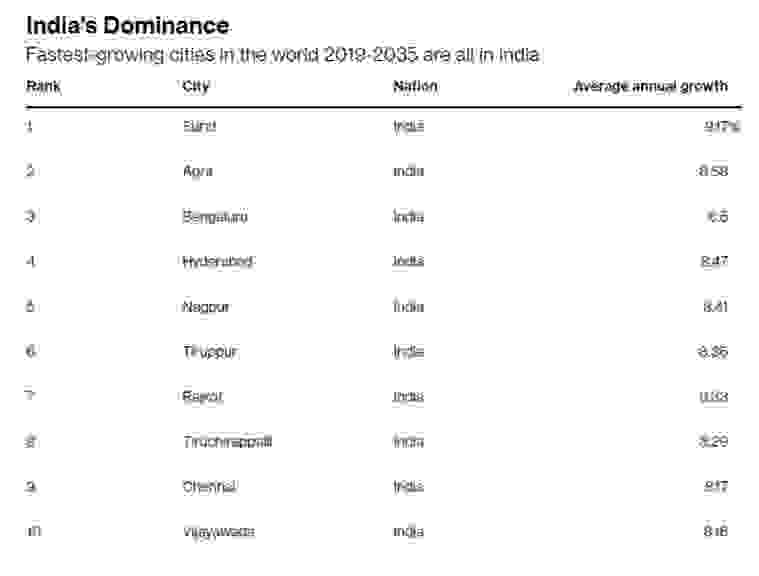 India's Dominance
Fastest-growing cities in the world 2019-2035 are all in India
Rank City Nation Average annual growth
1 Surat India 9.17%
2 Agra India 8.58
3 Bengaluru India 8.5
4 Hyderabad India 8.47
5 Nagpur India 8.41
6 Tiruppur India 8.36
7 Rajkot India 8.33
8 Tiruchirappalli India 8.29
9 Chennai India 8.17
10 Vijayawada India 8.16